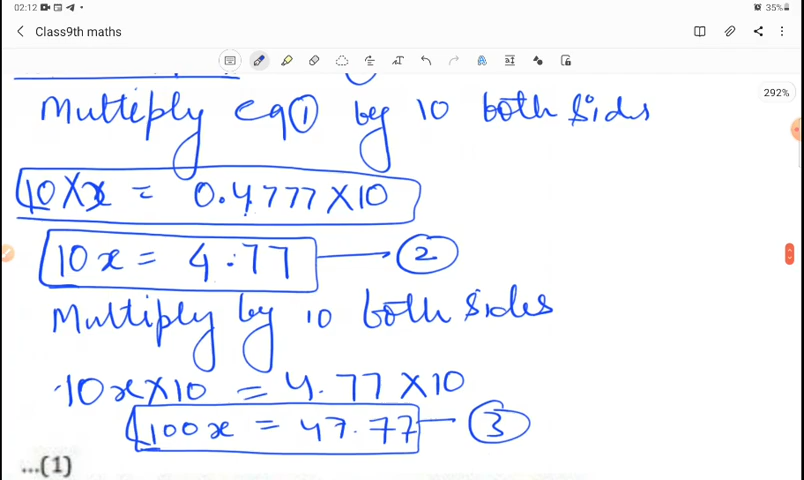 02:12
35%
Class9th maths
292%
Multiply eq① by 10 both sides
10×x = 0.4777×10
10x = 4.77 ②
Multiply by 10 both sides
10x×10 = 4.77×10
100x = 47.77 ③
...(1)